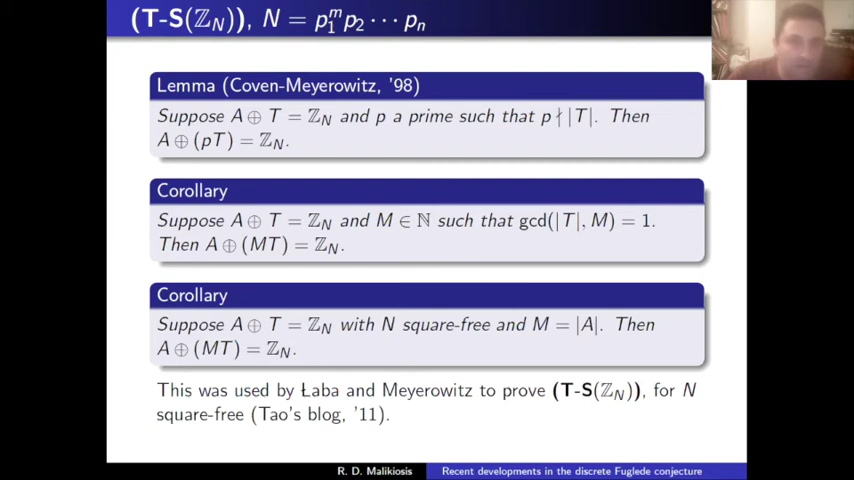 (T-S(ℤ_N)), N = p_1^m p_2 ⋯ p_n
Lemma (Coven-Meyerowitz, '98)
Suppose A ⊕ T = ℤ_N and p a prime such that p ∤ |T|. Then
A ⊕ (pT) = ℤ_N.
Corollary
Suppose A ⊕ T = ℤ_N and M ∈ ℕ such that gcd(|T|, M) = 1.
Then A ⊕ (MT) = ℤ_N.
Corollary
Suppose A ⊕ T = ℤ_N with N square-free and M = |A|. Then
A ⊕ (MT) = ℤ_N.
This was used by Łaba and Meyerowitz to prove (T-S(ℤ_N)), for N
square-free (Tao's blog, '11).
R. D. Malikiosis Recent developments in the discrete Fuglede conjecture